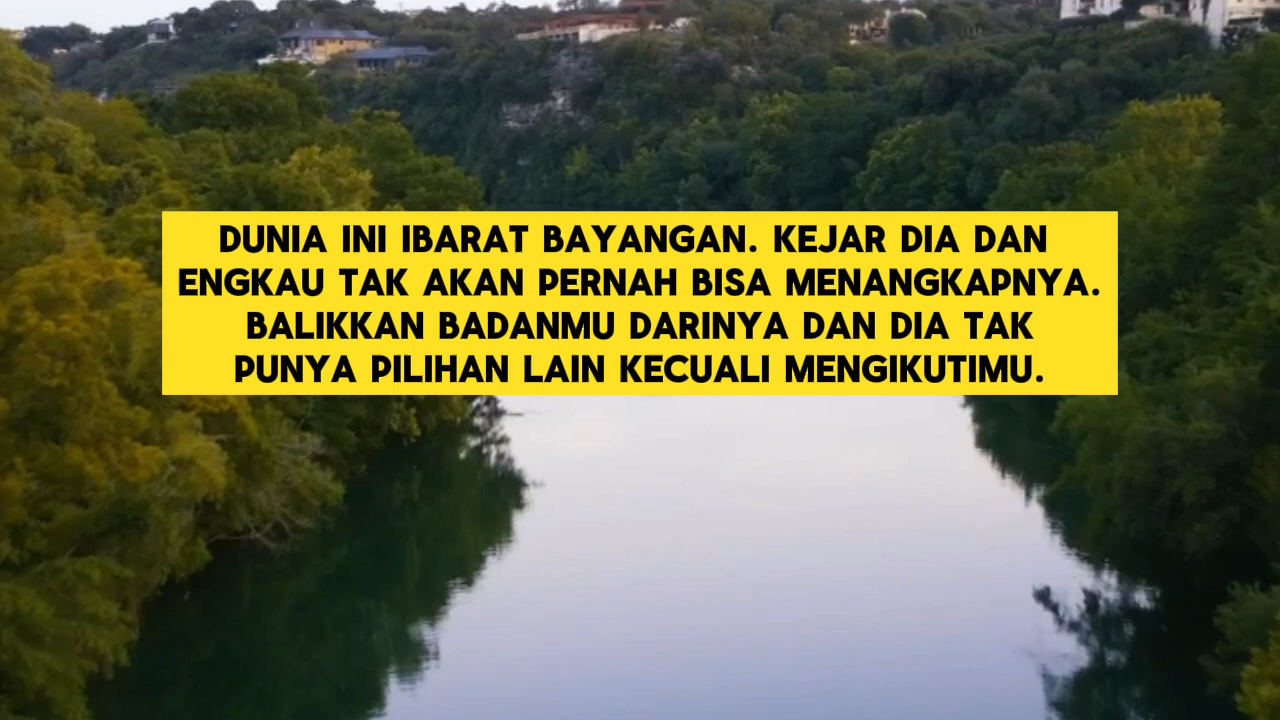 DUNIA INI IBARAT BAYANGAN. KEJAR DIA DAN
ENGKAU TAK AKAN PERNAH BISA MENANGKAPNYA.
BALIKKAN BADANMU DARINYA DAN DIA TAK
PUNYA PILIHAN LAIN KECUALI MENGIKUTIMU.